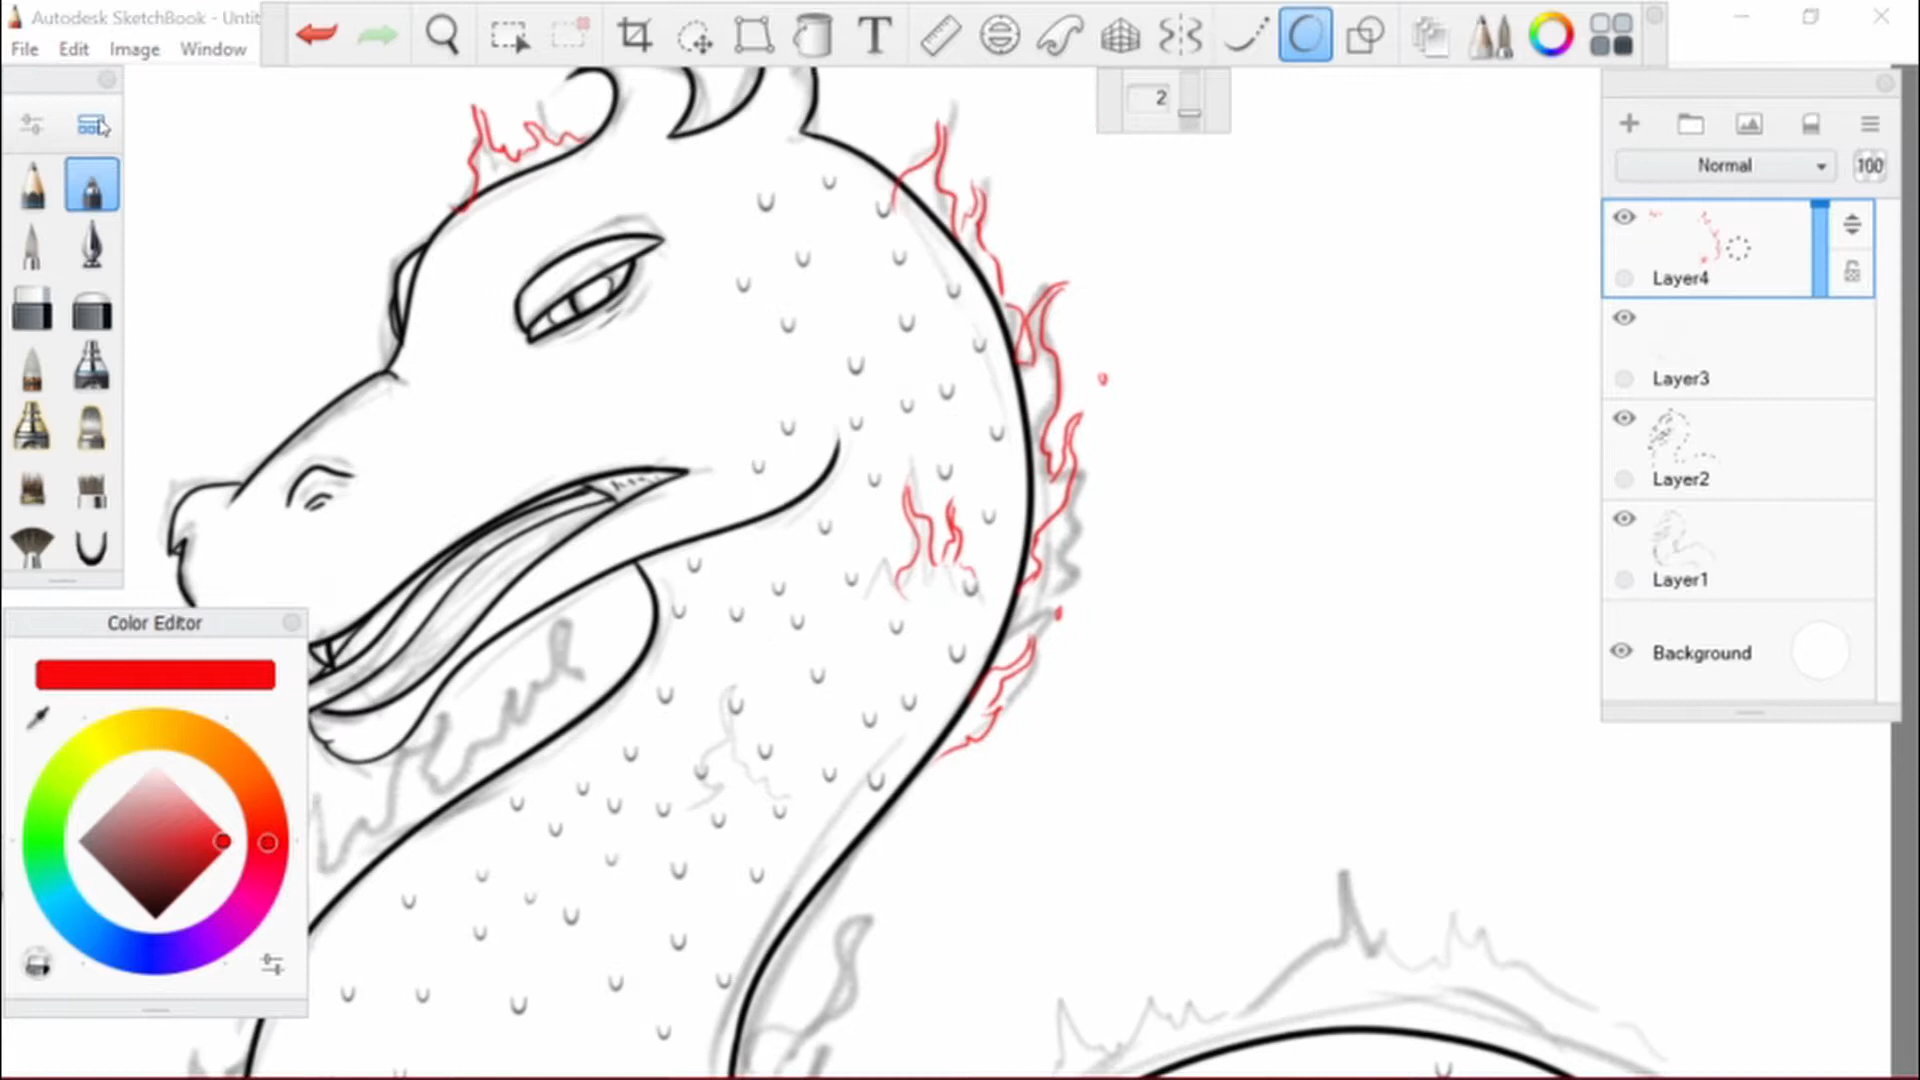 Autodesk SketchBook - Untit
File Edit Image Window
T
2
Normal 100
Layer4
Layer3
Layer2
Layer1
Background
Color Editor